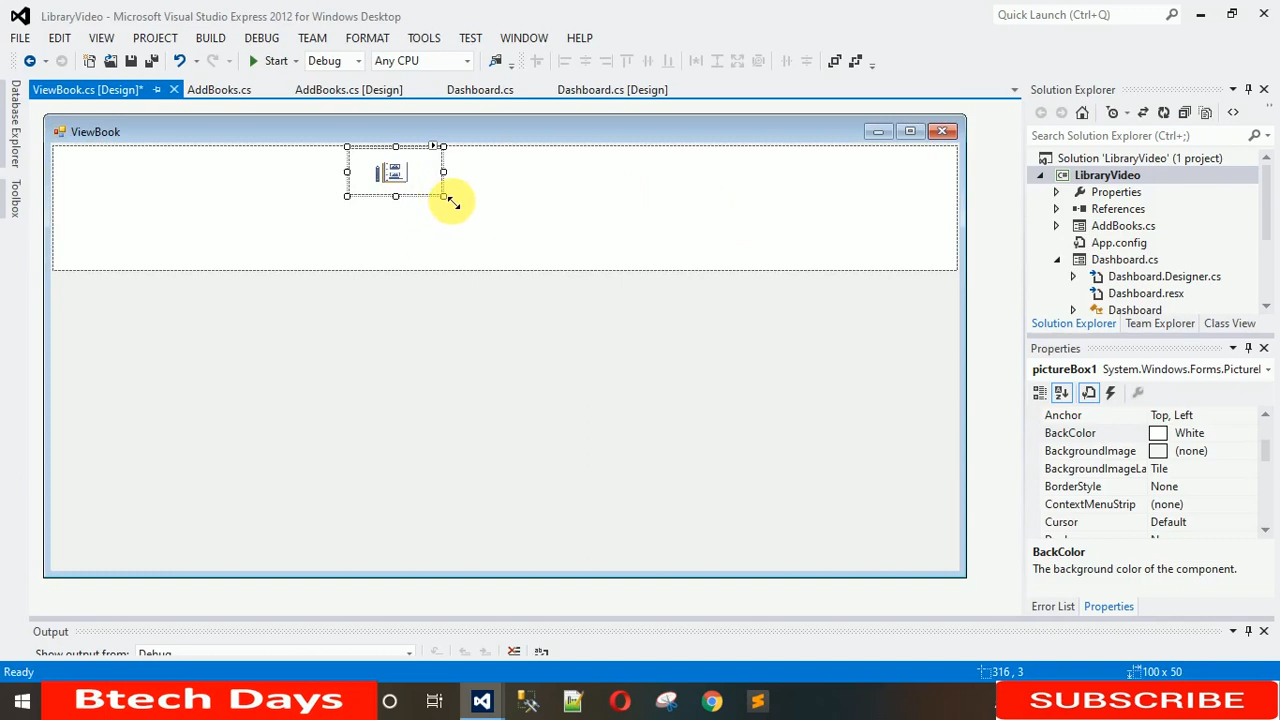 LibraryVideo - Microsoft Visual Studio Express 2012 for Windows Desktop
Quick Launch (Ctrl+Q)
FILE EDIT VIEW PROJECT BUILD DEBUG TEAM FORMAT TOOLS TEST WINDOW HELP
Start Debug Any CPU
ViewBook.cs [Design]* AddBooks.cs AddBooks.cs [Design] Dashboard.cs Dashboard.cs [Design]
Database Explorer
Toolbox
ViewBook
Solution Explorer
Search Solution Explorer (Ctrl+;)
Solution 'LibraryVideo' (1 project)
LibraryVideo
Properties
References
AddBooks.cs
App.config
Dashboard.cs
Dashboard.Designer.cs
Dashboard.resx
Dashboard
Solution Explorer Team Explorer Class View
Properties
pictureBox1 System.Windows.Forms.Picturel
Anchor Top, Left
BackColor White
BackgroundImage (none)
BackgroundImageLa Tile
BorderStyle None
ContextMenuStrip (none)
Cursor Default
BackColor
The background color of the component.
Error List Properties
Output
Show output from: Debug
Ready 316 , 3 100 x 50
Btech Days
SUBSCRIBE